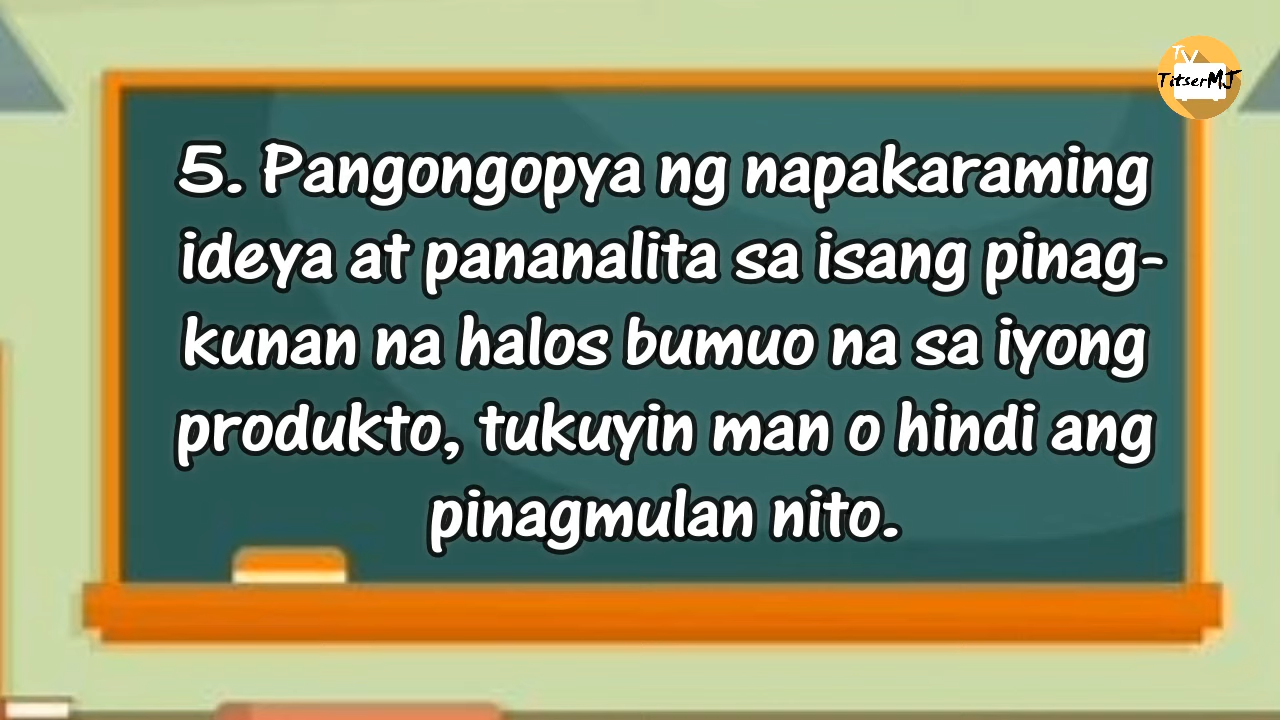 TV
TitserMJ
5. Pangongopya ng napakaraming
ideya at pananalita sa isang pinag-
kunan na halos bumuo na sa iyong
produkto, tukuyin man o hindi ang
pinagmulan nito.